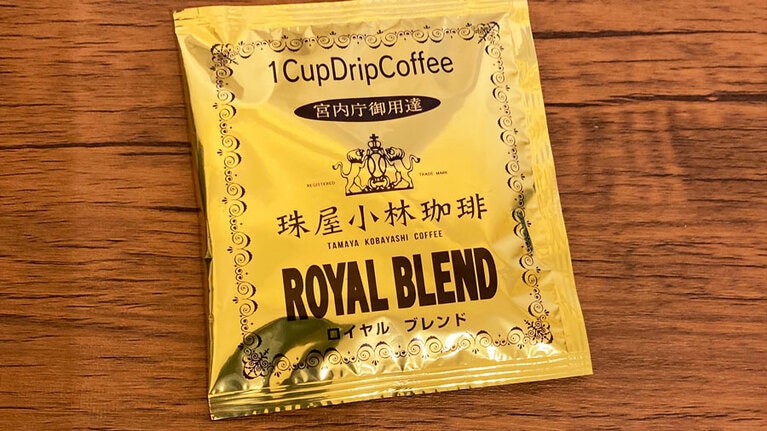 1CupDripCoffee
宮内庁御用達
REGISTERED TRADE MARK
珠屋小林珈琲
TAMAYA KOBAYASHI COFFEE
ROYAL BLEND
ロイヤル ブレンド